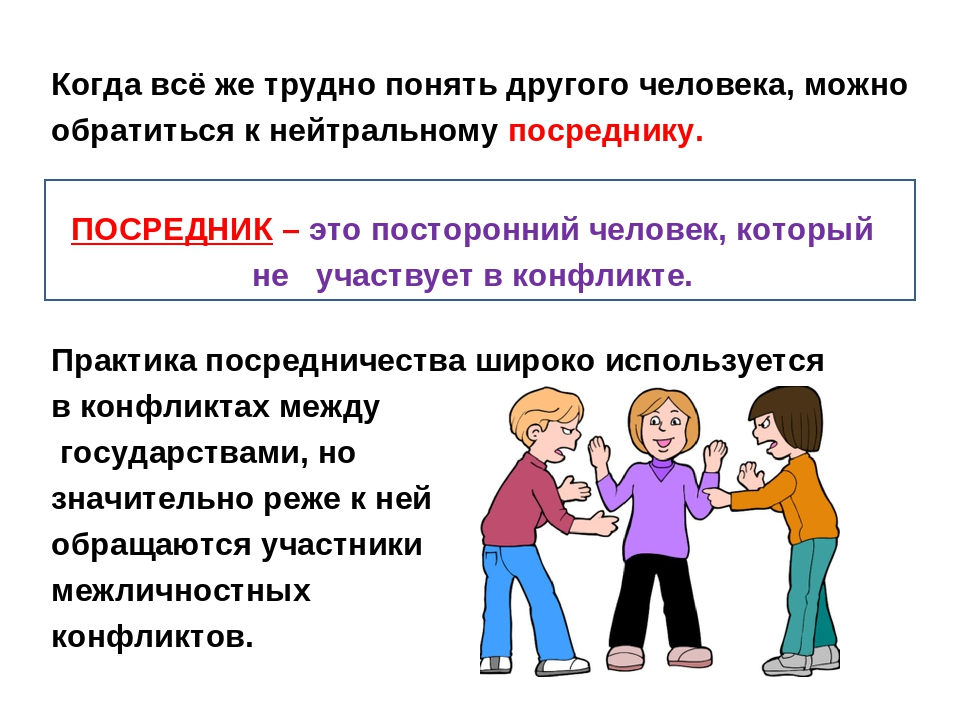 Когда всё же трудно понять другого человека, можно
обратиться к нейтральному посреднику.
ПОСРЕДНИК – это посторонний человек, который
не участвует в конфликте.
Практика посредничества широко используется
в конфликтах между
государствами, но
значительно реже к ней
обращаются участники
межличностных
конфликтов.